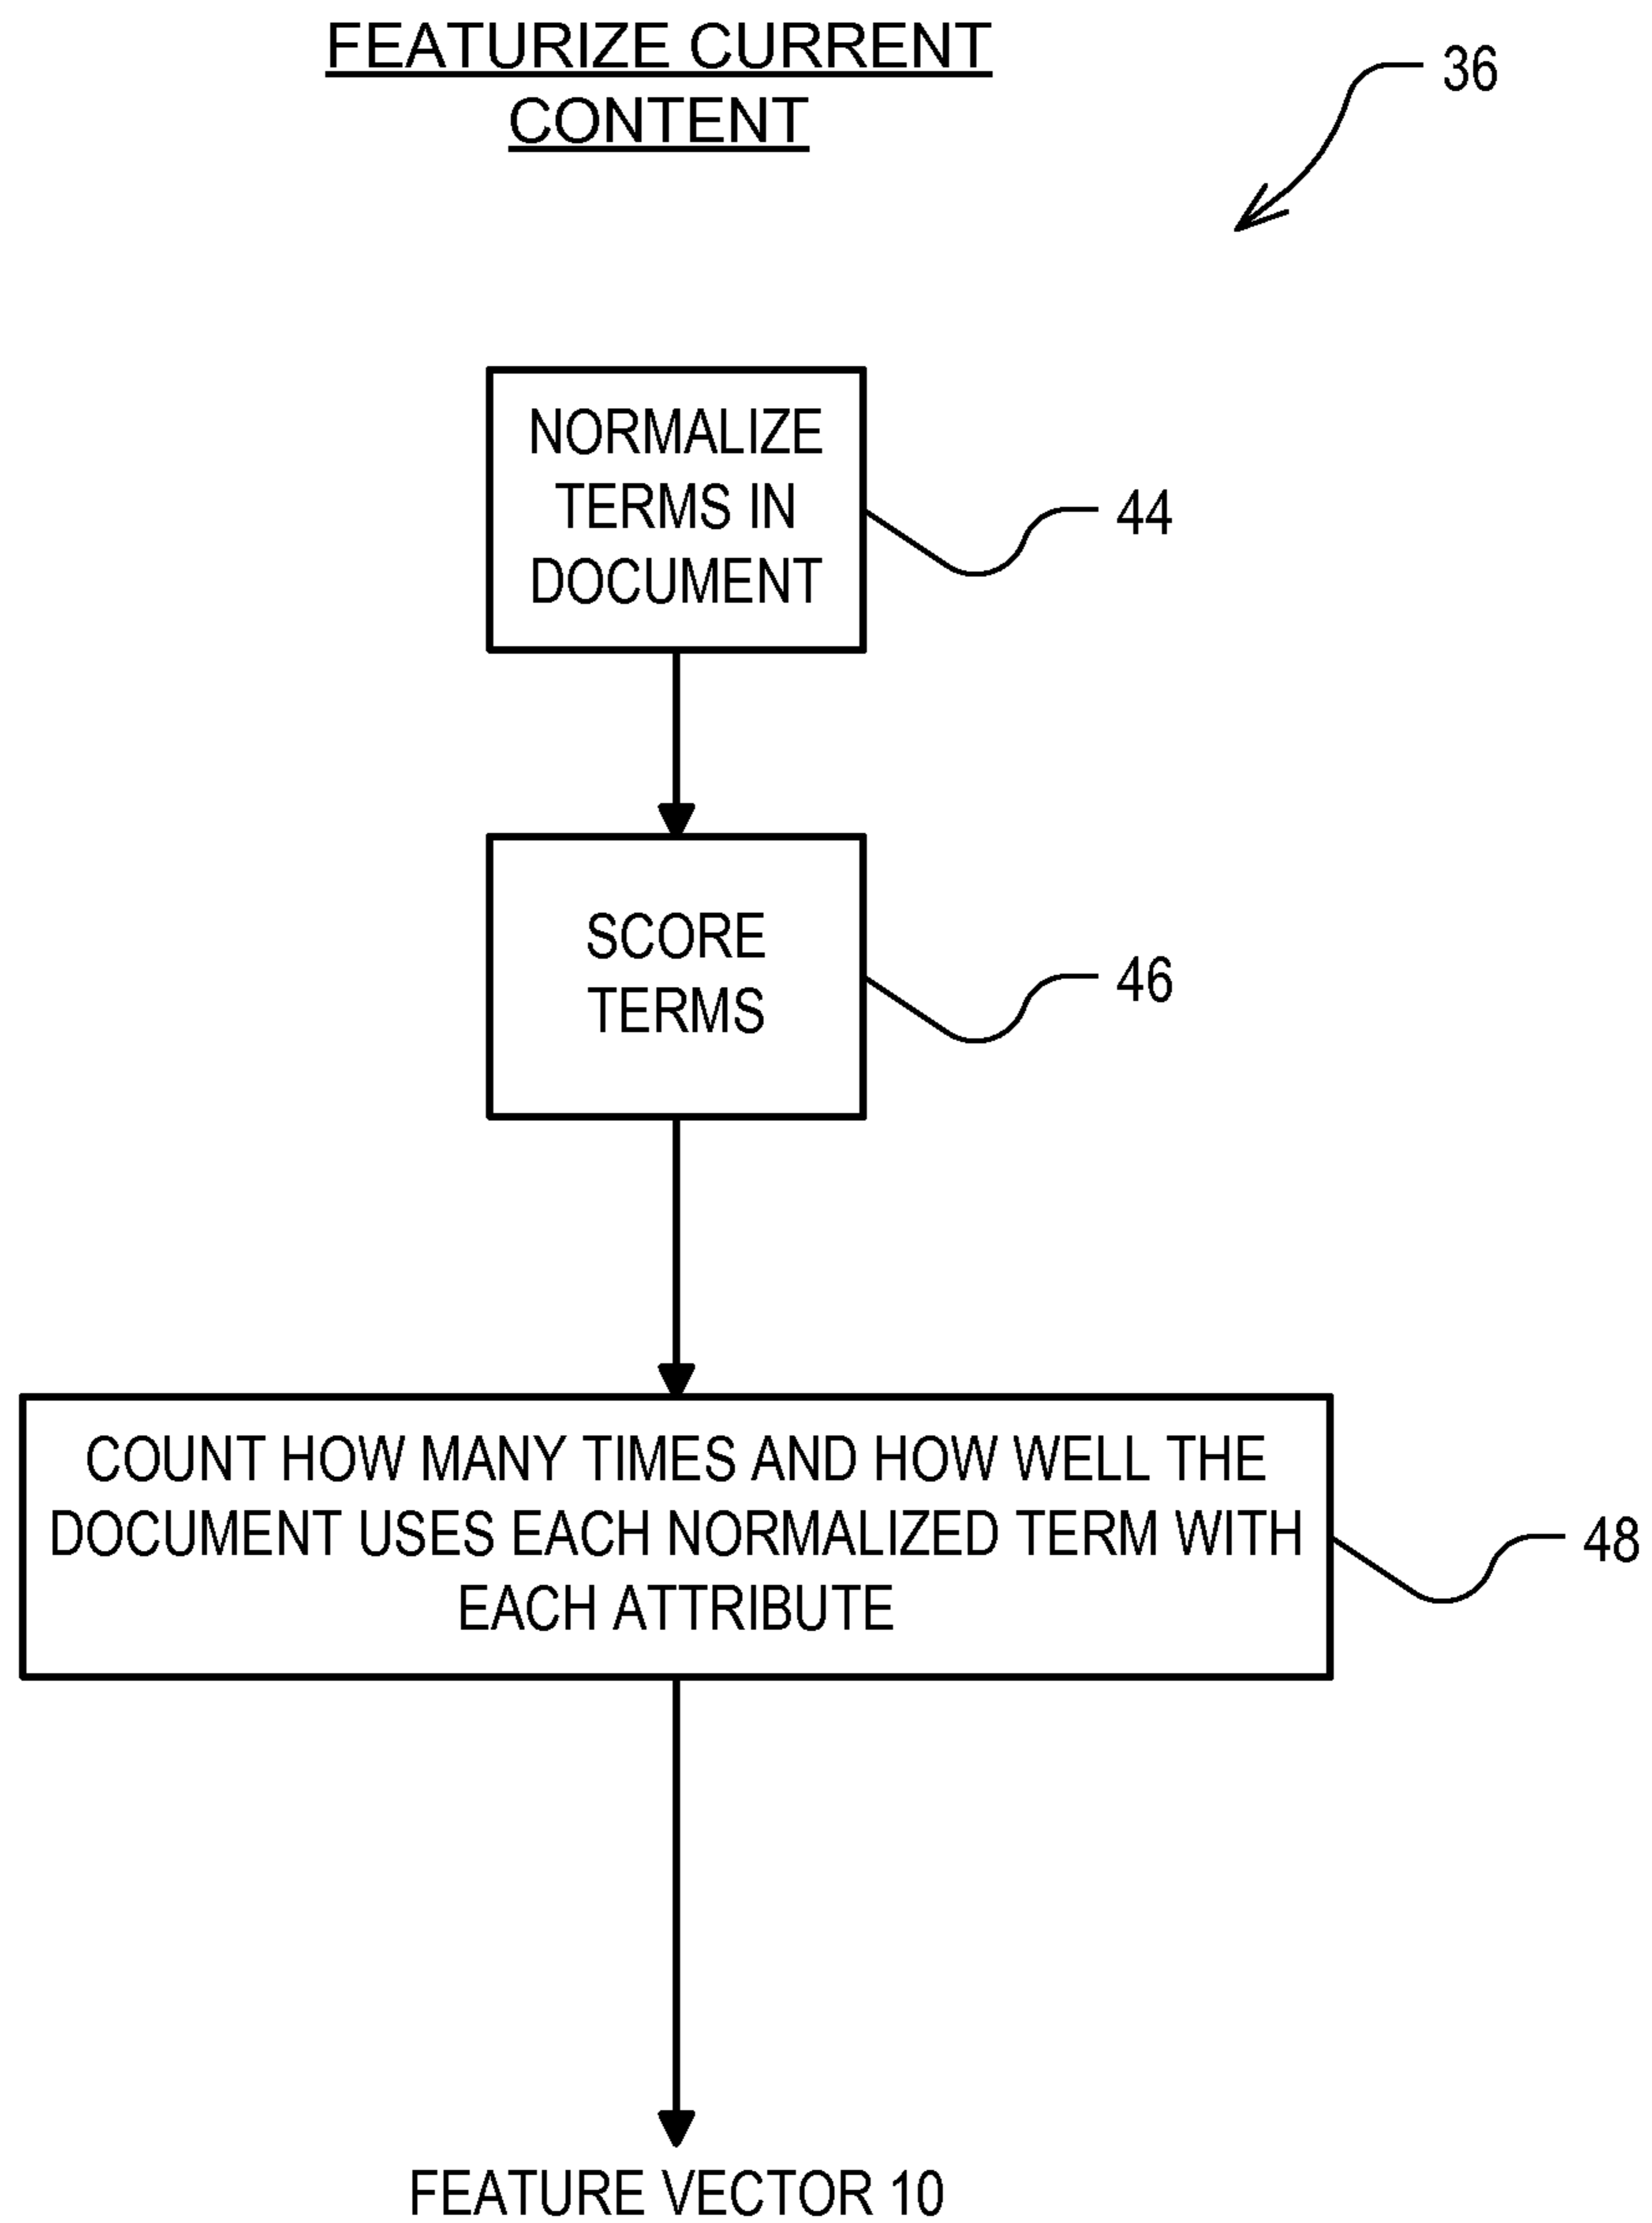 FEATURIZE CURRENT
CONTENT
36
NORMALIZE
TERMS IN
DOCUMENT
44
SCORE
TERMS
46
COUNT HOW MANY TIMES AND HOW WELL THE
DOCUMENT USES EACH NORMALIZED TERM WITH
EACH ATTRIBUTE
48
FEATURE VECTOR 10